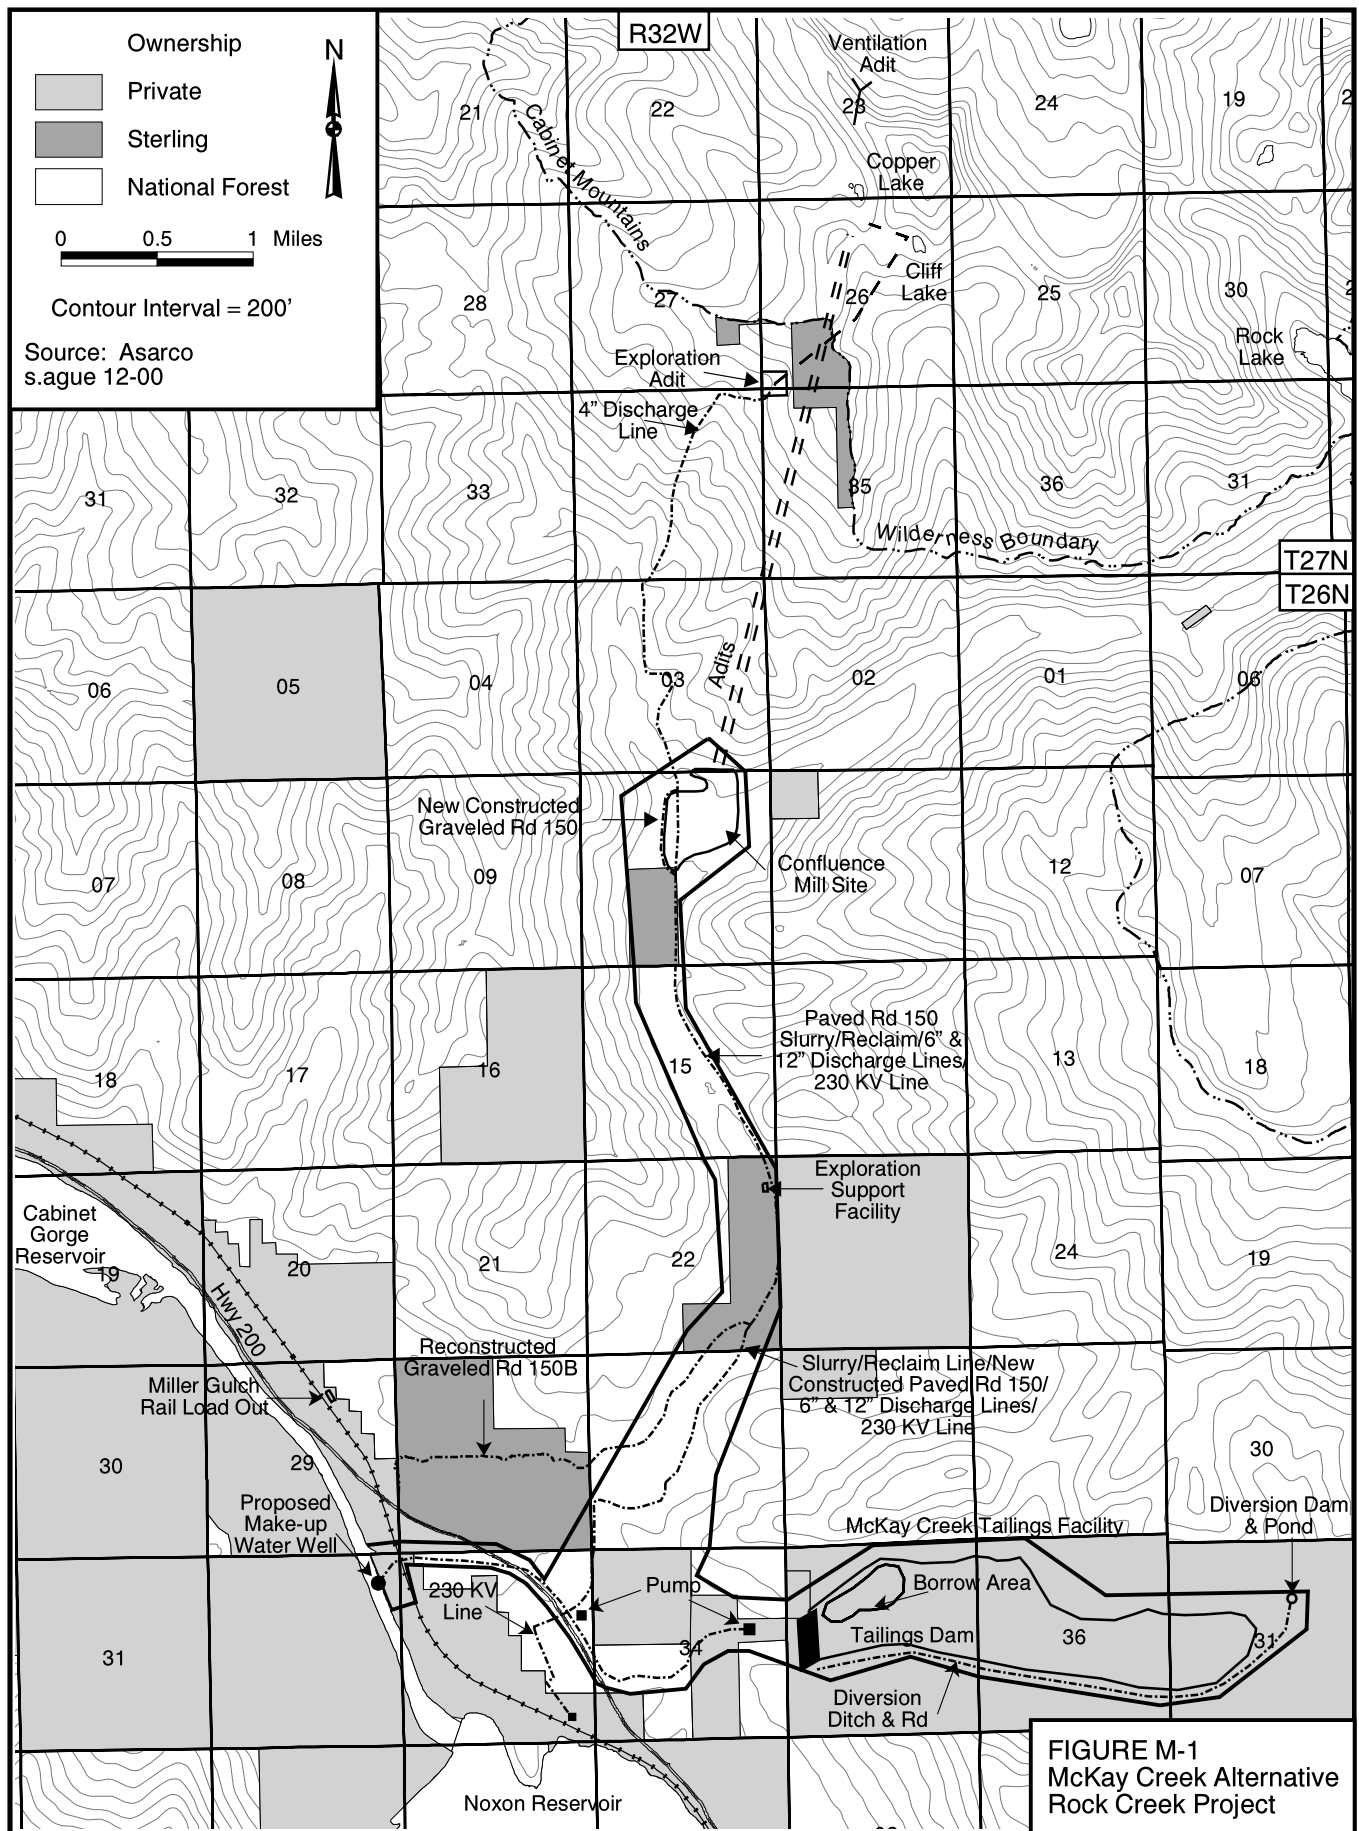 Ownership
Private
Sterling
National Forest
N
0 0.5 1 Miles
Contour Interval = 200'
Source: Asarco
s.ague 12-00
R32W
Ventilation
Adit
21
22
23
24
19
2
Cabinet Mountains
Copper
Lake
Cliff
Lake
28
27
26
25
30
2
Rock
Lake
Exploration
Adit
4” Discharge
Line
31
32
33
35
36
31
Wilderness Boundary
T27N
T26N
06
05
04
03
Adits
02
01
06
New Constructed
Graveled Rd 150
Confluence
Mill Site
07
08
09
12
07
Paved Rd 150
Slurry/Reclaim/6” &
12” Discharge Lines/
230 KV Line
18
17
16
15
13
18
Exploration
Support
Facility
Cabinet
Gorge
Reservoir
19
20
21
22
24
19
Hwy 200
Reconstructed
Graveled Rd 150B
Miller Gulch
Rail Load Out
Slurry/Reclaim Line/New
Constructed Paved Rd 150/
6” & 12” Discharge Lines/
230 KV Line
30
29
30
Proposed
Make-up
Water Well
McKay Creek Tailings Facility
Diversion Dam
& Pond
230 KV
Line
Pump
Borrow Area
Tailings Dam
31
34
36
31
Diversion
Ditch & Rd
Noxon Reservoir
FIGURE M-1
McKay Creek Alternative
Rock Creek Project